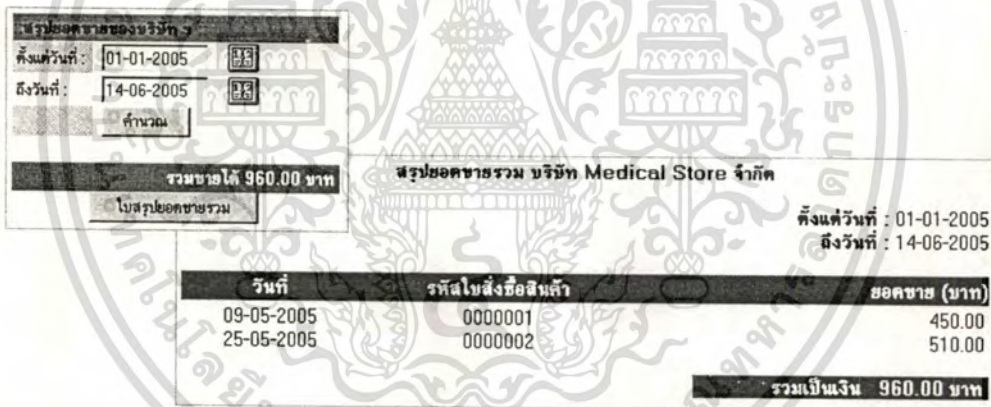 สรุปยอดขายของบริษัท ฯ
ตั้งแต่วันที่ : 01-01-2005
ถึงวันที่ : 14-06-2005
คำนวณ
รวมขายได้ 960.00 บาท
ใบสรุปยอดขายรวม
สรุปยอดขายรวม บริษัท Medical Store จำกัด
ตั้งแต่วันที่ : 01-01-2005
ถึงวันที่ : 14-06-2005
วันที่ รหัสใบสั่งซื้อสินค้า ยอดขาย (บาท)
09-05-2005 0000001 450.00
25-05-2005 0000002 510.00
รวมเป็นเงิน 960.00 บาท